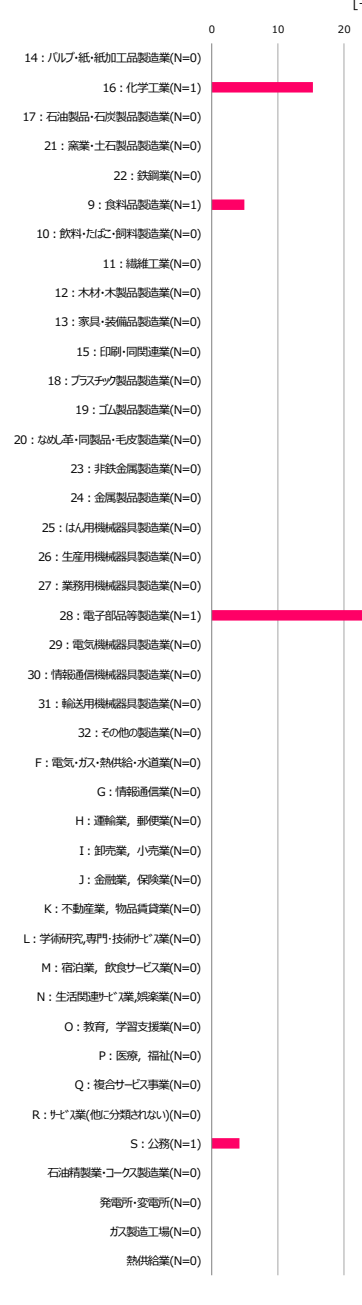 0 10 20
14：パルプ・紙・紙加工品製造業(N=0)
16：化学工業(N=1)
17：石油製品・石炭製品製造業(N=0)
21：窯業・土石製品製造業(N=0)
22：鉄鋼業(N=0)
9：食料品製造業(N=1)
10：飲料・たばこ・飼料製造業(N=0)
11：繊維工業(N=0)
12：木材・木製品製造業(N=0)
13：家具・装備品製造業(N=0)
15：印刷・同関連業(N=0)
18：プラスチック製品製造業(N=0)
19：ゴム製品製造業(N=0)
20：なめし革・同製品・毛皮製造業(N=0)
23：非鉄金属製造業(N=0)
24：金属製品製造業(N=0)
25：はん用機械器具製造業(N=0)
26：生産用機械器具製造業(N=0)
27：業務用機械器具製造業(N=0)
28：電子部品等製造業(N=1)
29：電気機械器具製造業(N=0)
30：情報通信機械器具製造業(N=0)
31：輸送用機械器具製造業(N=0)
32：その他の製造業(N=0)
F：電気・ガス・熱供給・水道業(N=0)
G：情報通信業(N=0)
H：運輸業，郵便業(N=0)
I：卸売業，小売業(N=0)
J：金融業，保険業(N=0)
K：不動産業，物品賃貸業(N=0)
L：学術研究,専門・技術ｻｰﾋﾞｽ業(N=0)
M：宿泊業，飲食サービス業(N=0)
N：生活関連ｻｰﾋﾞｽ業,娯楽業(N=0)
O：教育，学習支援業(N=0)
P：医療，福祉(N=0)
Q：複合サービス事業(N=0)
R：ｻｰﾋﾞｽ業(他に分類されない)(N=0)
S：公務(N=1)
石油精製業・コークス製造業(N=0)
発電所・変電所(N=0)
ガス製造工場(N=0)
熱供給業(N=0)